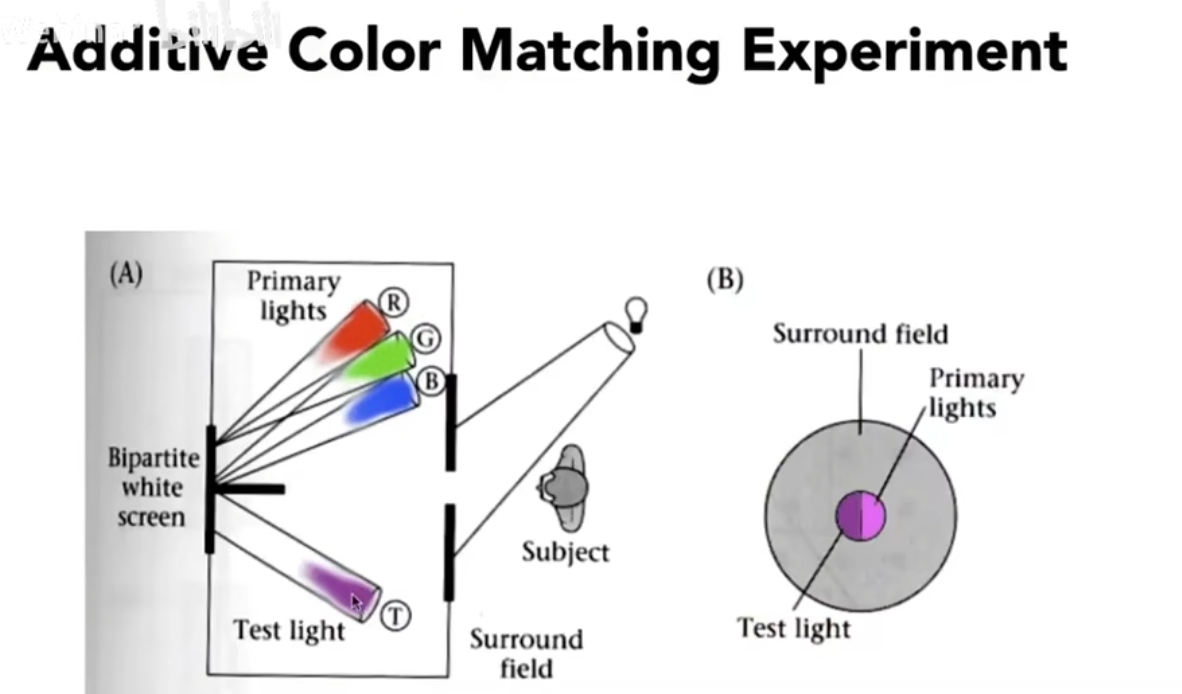 Additive Color Matching Experiment
(A)
Primary
lights
R
G
B
Bipartite
white
screen
Subject
Test light
T
Surround
field
(B)
Surround field
Primary
lights
Test light